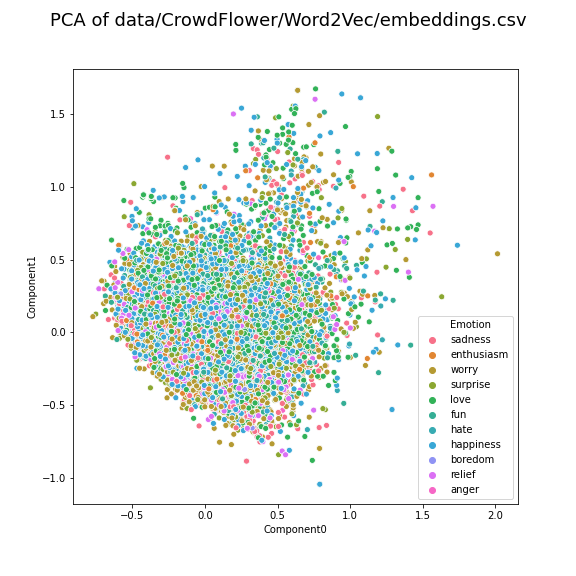 PCA of data/CrowdFlower/Word2Vec/embeddings.csv
1.5
1.0
0.5
0.0
−0.5
−1.0
Component1
−0.5
0.0
0.5
1.0
1.5
2.0
Component0
Emotion
sadness
enthusiasm
worry
surprise
love
fun
hate
happiness
boredom
relief
anger